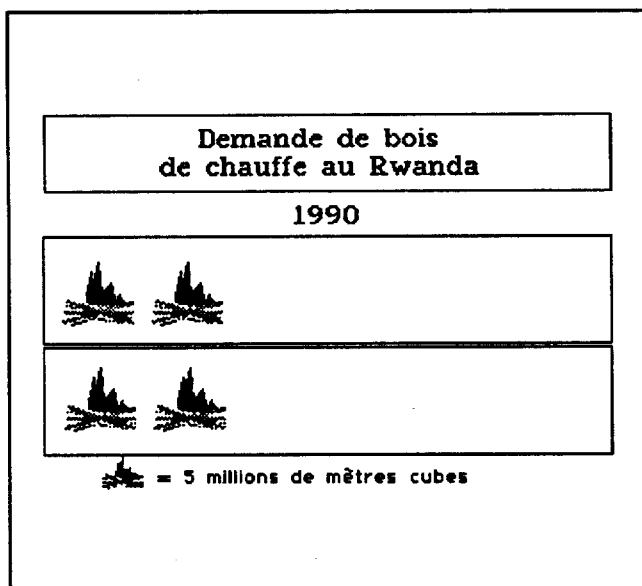 Demande de bois
de chauffe au Rwanda
1990
= 5 millions de mètres cubes